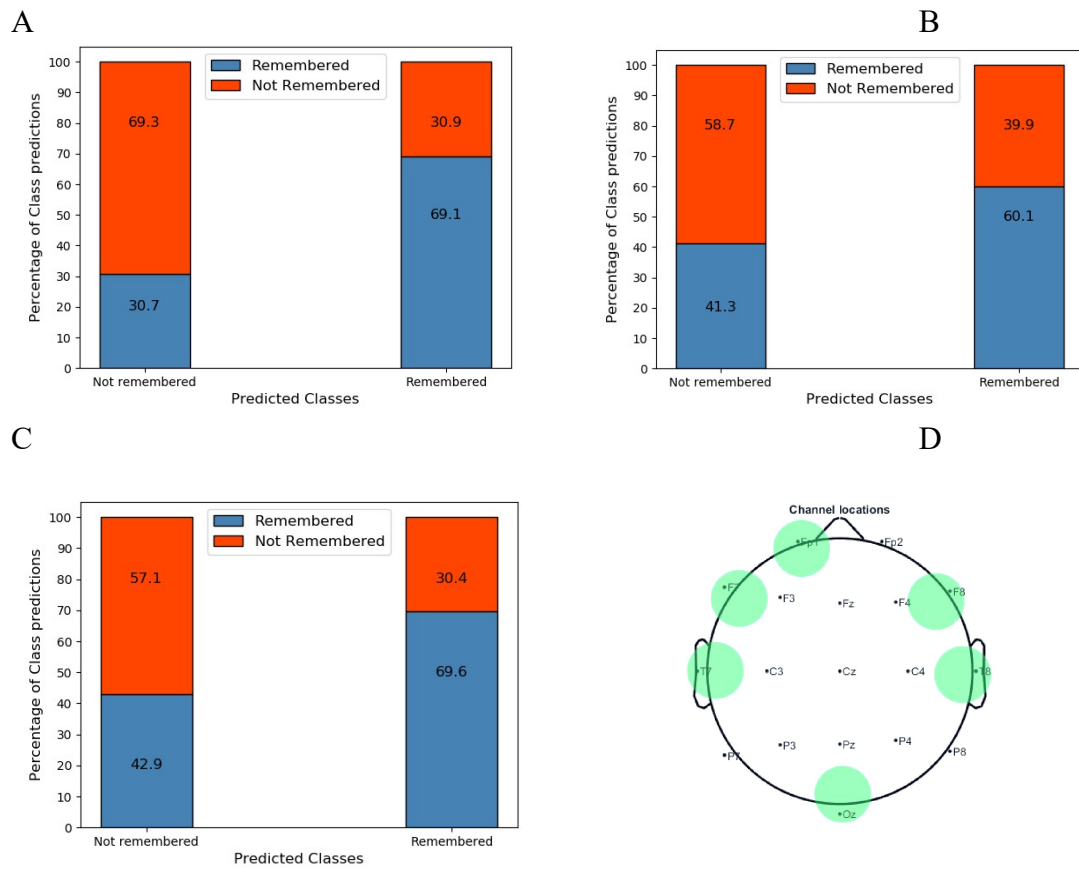 A
Remembered
Not Remembered
100
90
80
70
60
50
40
30
20
10
0
69.3
30.9
69.1
30.7
Not remembered
Remembered
Predicted Classes
Percentage of Class predictions
B
Remembered
Not Remembered
100
90
80
70
60
50
40
30
20
10
0
58.7
39.9
60.1
41.3
Not remembered
Remembered
Predicted Classes
Percentage of Class predictions
C
Remembered
Not Remembered
100
90
80
70
60
50
40
30
20
10
0
57.1
30.4
69.6
42.9
Not remembered
Remembered
Predicted Classes
Percentage of Class predictions
D
Channel locations
Fp1 Fp2
F7 F3 Fz F4 F8
T7 C3 Cz C4 T8
P7 P3 Pz P4 P8
Oz